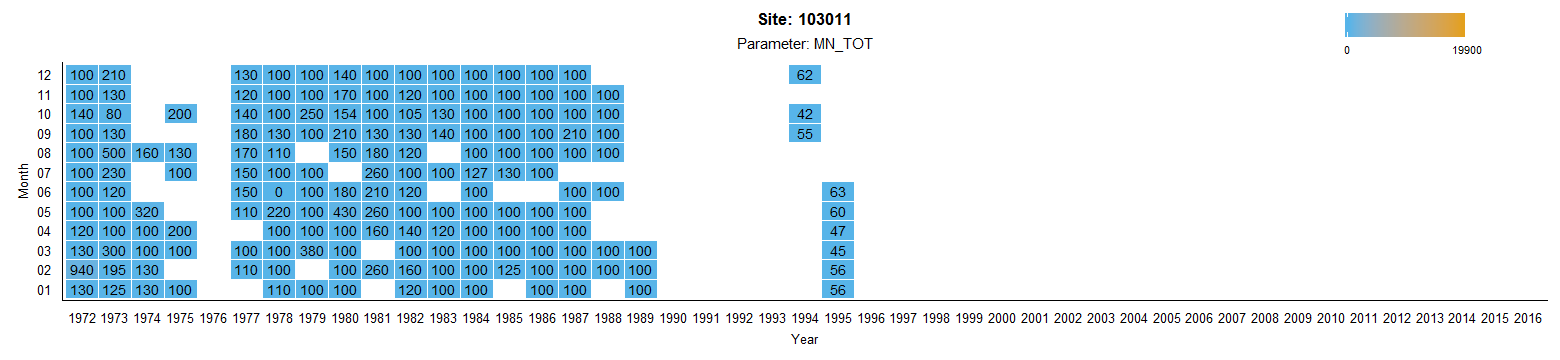 Site: 103011
Parameter: MN_TOT
0 19900
Month
12 100 210 130 100 100 140 100 100 100 100 100 100 100 62
11 100 130 120 100 100 170 100 120 100 100 100 100 100 100
10 140 80 200 140 100 250 154 100 105 130 100 100 100 100 100 42
09 100 130 180 130 100 210 130 130 140 100 100 100 210 100 55
08 100 500 160 130 170 110 150 180 120 100 100 100 100 100
07 100 230 100 150 100 100 260 100 100 127 130 100
06 100 120 150 0 100 180 210 120 100 100 100 63
05 100 100 320 110 220 100 430 260 100 100 100 100 100 100 60
04 120 100 100 200 100 100 100 160 140 120 100 100 100 100 47
03 130 300 100 100 100 100 380 100 100 100 100 100 100 100 100 100 45
02 940 195 130 110 100 100 260 160 100 100 125 100 100 100 100 56
01 130 125 130 100 110 100 100 120 100 100 100 100 100 56
1972 1973 1974 1975 1976 1977 1978 1979 1980 1981 1982 1983 1984 1985 1986 1987 1988 1989 1990 1991 1992 1993 1994 1995 1996 1997 1998 1999 2000 2001 2002 2003 2004 2005 2006 2007 2008 2009 2010 2011 2012 2013 2014 2015 2016
Year